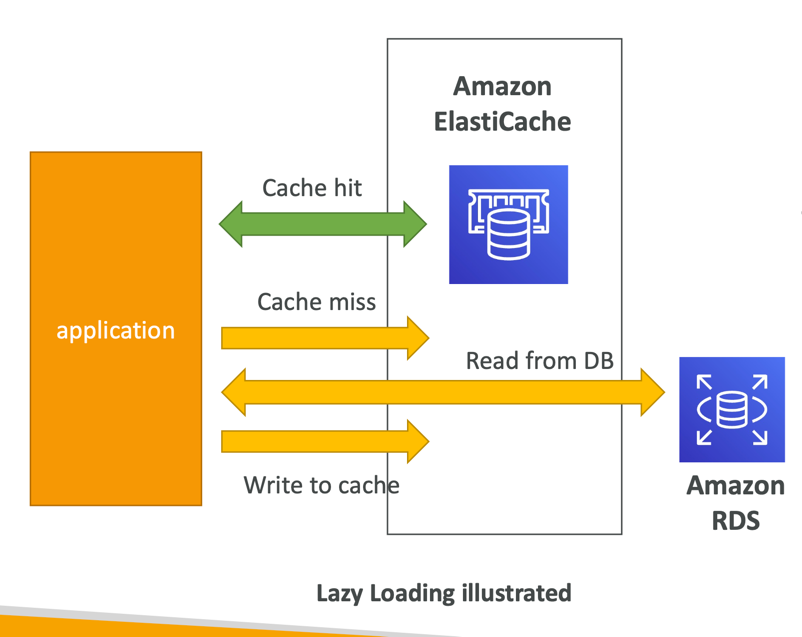 Amazon
ElastiCache
Cache hit
Cache miss
application
Read from DB
Write to cache
Amazon
RDS
Lazy Loading illustrated